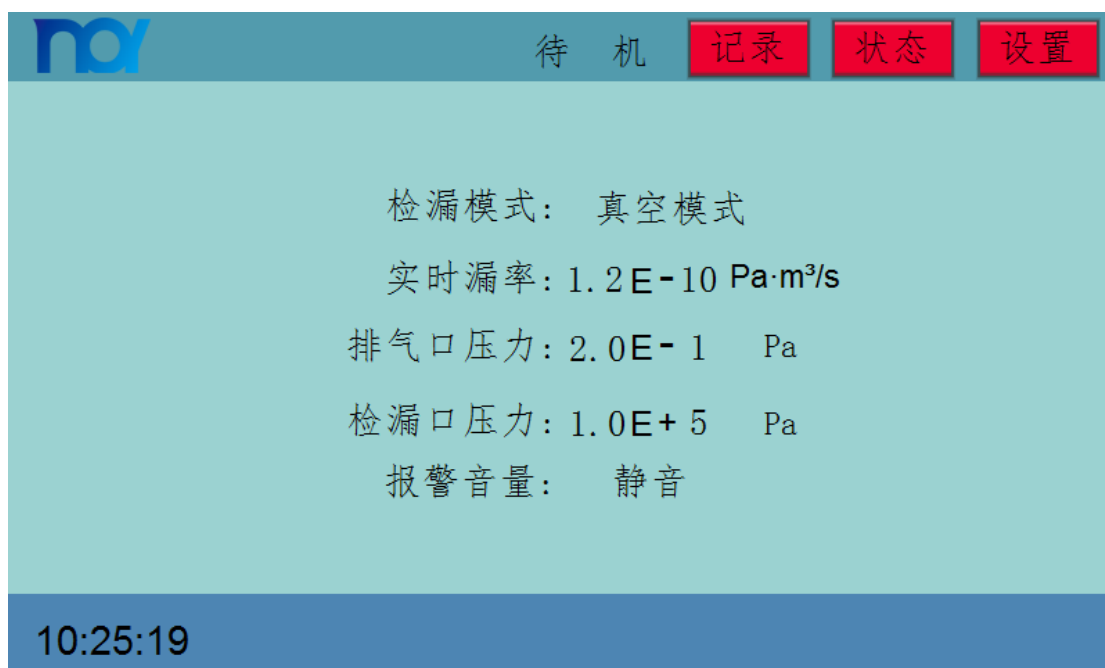 待 机 记录 状态 设置
检漏模式: 真空模式
实时漏率: 1.2E-10 Pa·m³/s
排气口压力: 2.0E- 1 Pa
检漏口压力: 1.0E+ 5 Pa
报警音量: 静音
10:25:19